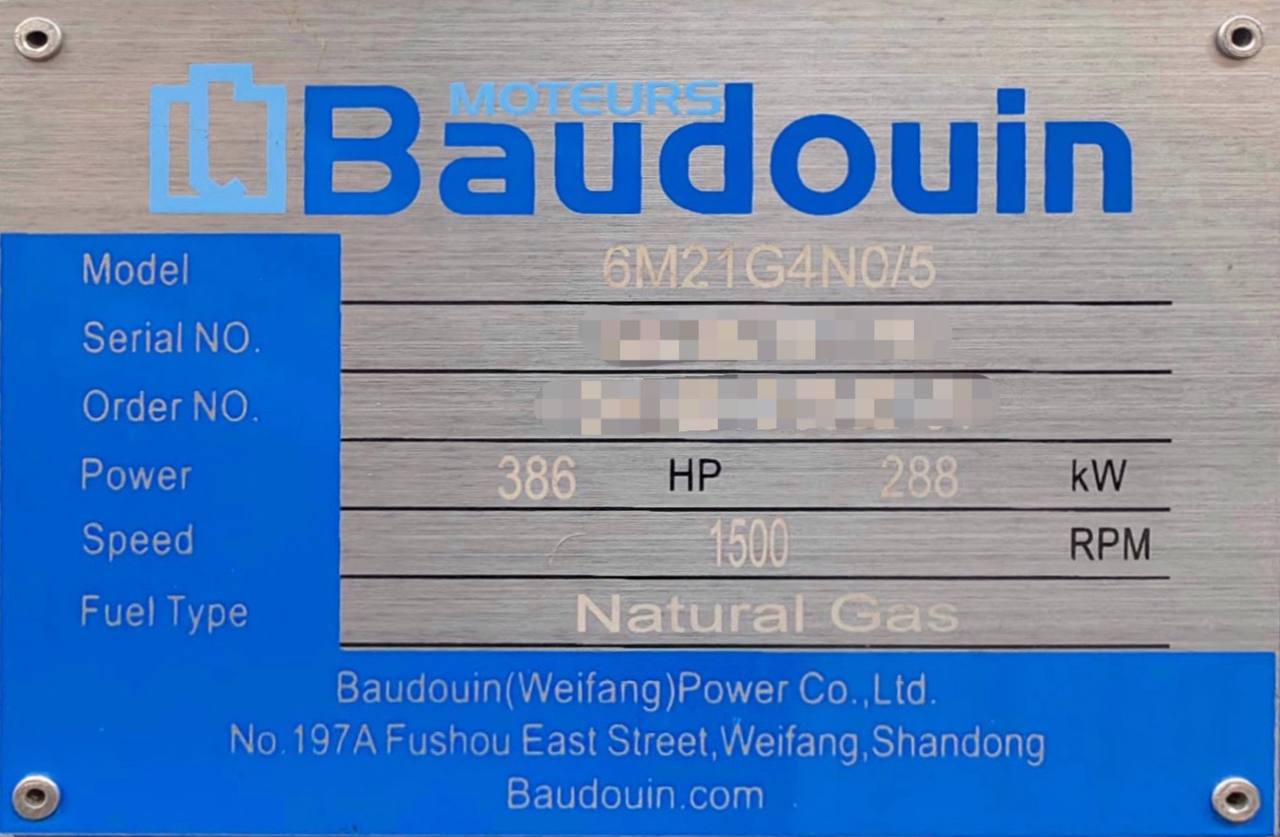 MOTEURS
Baudouin
Model 6M21G4N0/5
Serial NO.
Order NO.
Power 386 HP 288 kW
Speed 1500 RPM
Fuel Type Natural Gas
Baudouin(Weifang)Power Co.,Ltd.
No.197A Fushou East Street,Weifang,Shandong
Baudouin.com